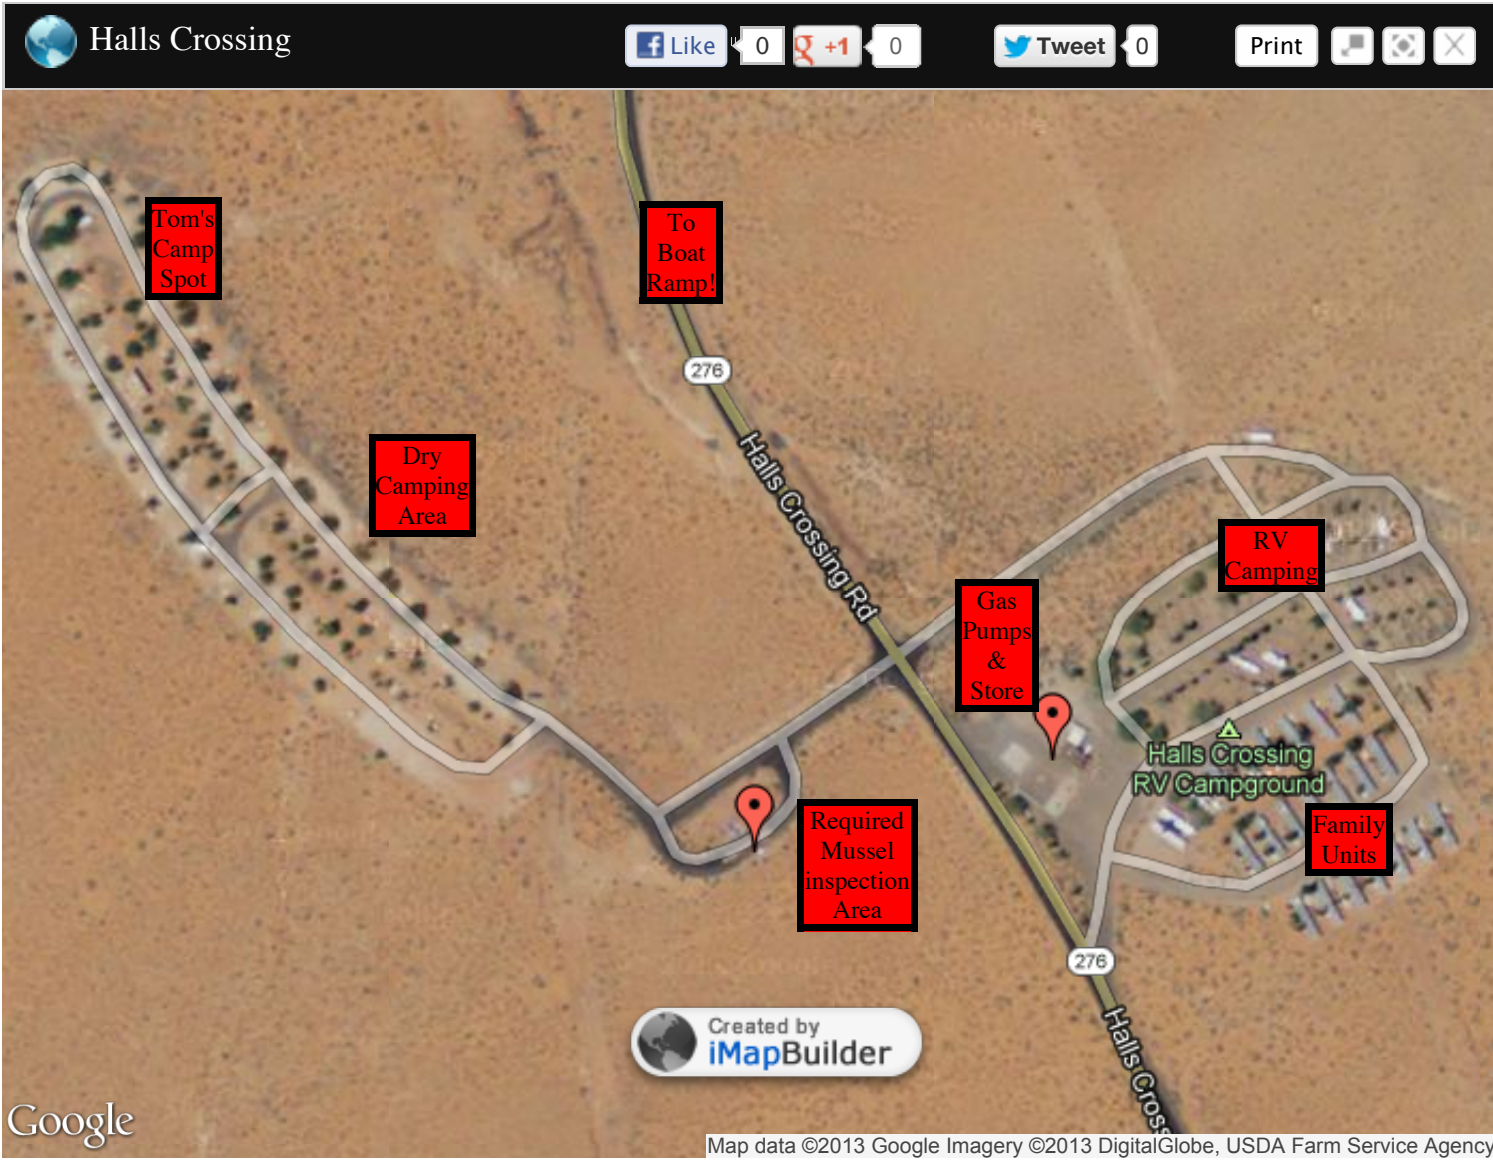 Halls Crossing
Like
0
+1
0
Tweet
0
Print
Tom's
Camp
Spot
To
Boat
Ramp!
276
Dry
Camping
Area
Halls Crossing Rd
RV
Camping
Gas
Pumps
&
Store
Halls Crossing
RV Campground
Required
Mussel
inspection
Area
Family
Units
276
Halls Cross
Created by
iMapBuilder
Google
Map data ©2013 Google Imagery ©2013 DigitalGlobe, USDA Farm Service Agency